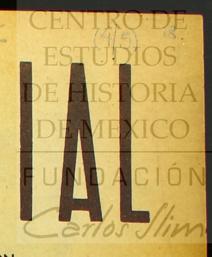 CENTRO DE
ESTUDIOS
DE HISTORIA
DE MEXICO
IAL
FUNDACIÓN
Carlos Slim